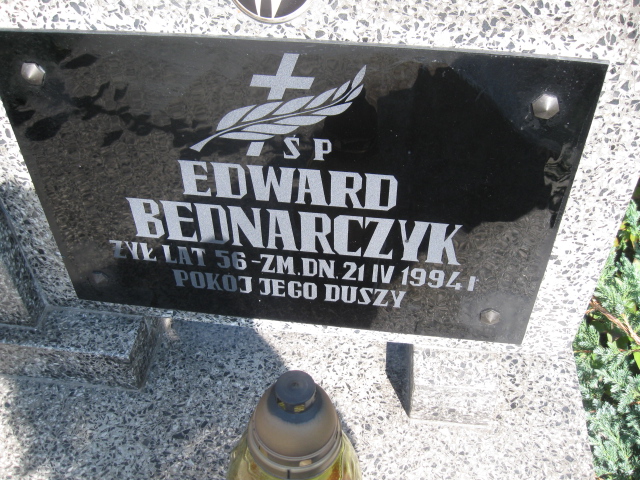 ŚP
EDWARD
BEDNARCZYK
ŻYŁ LAT 56-ZM.DN.21 IV 1994 r
POKÓJ JEGO DUSZY